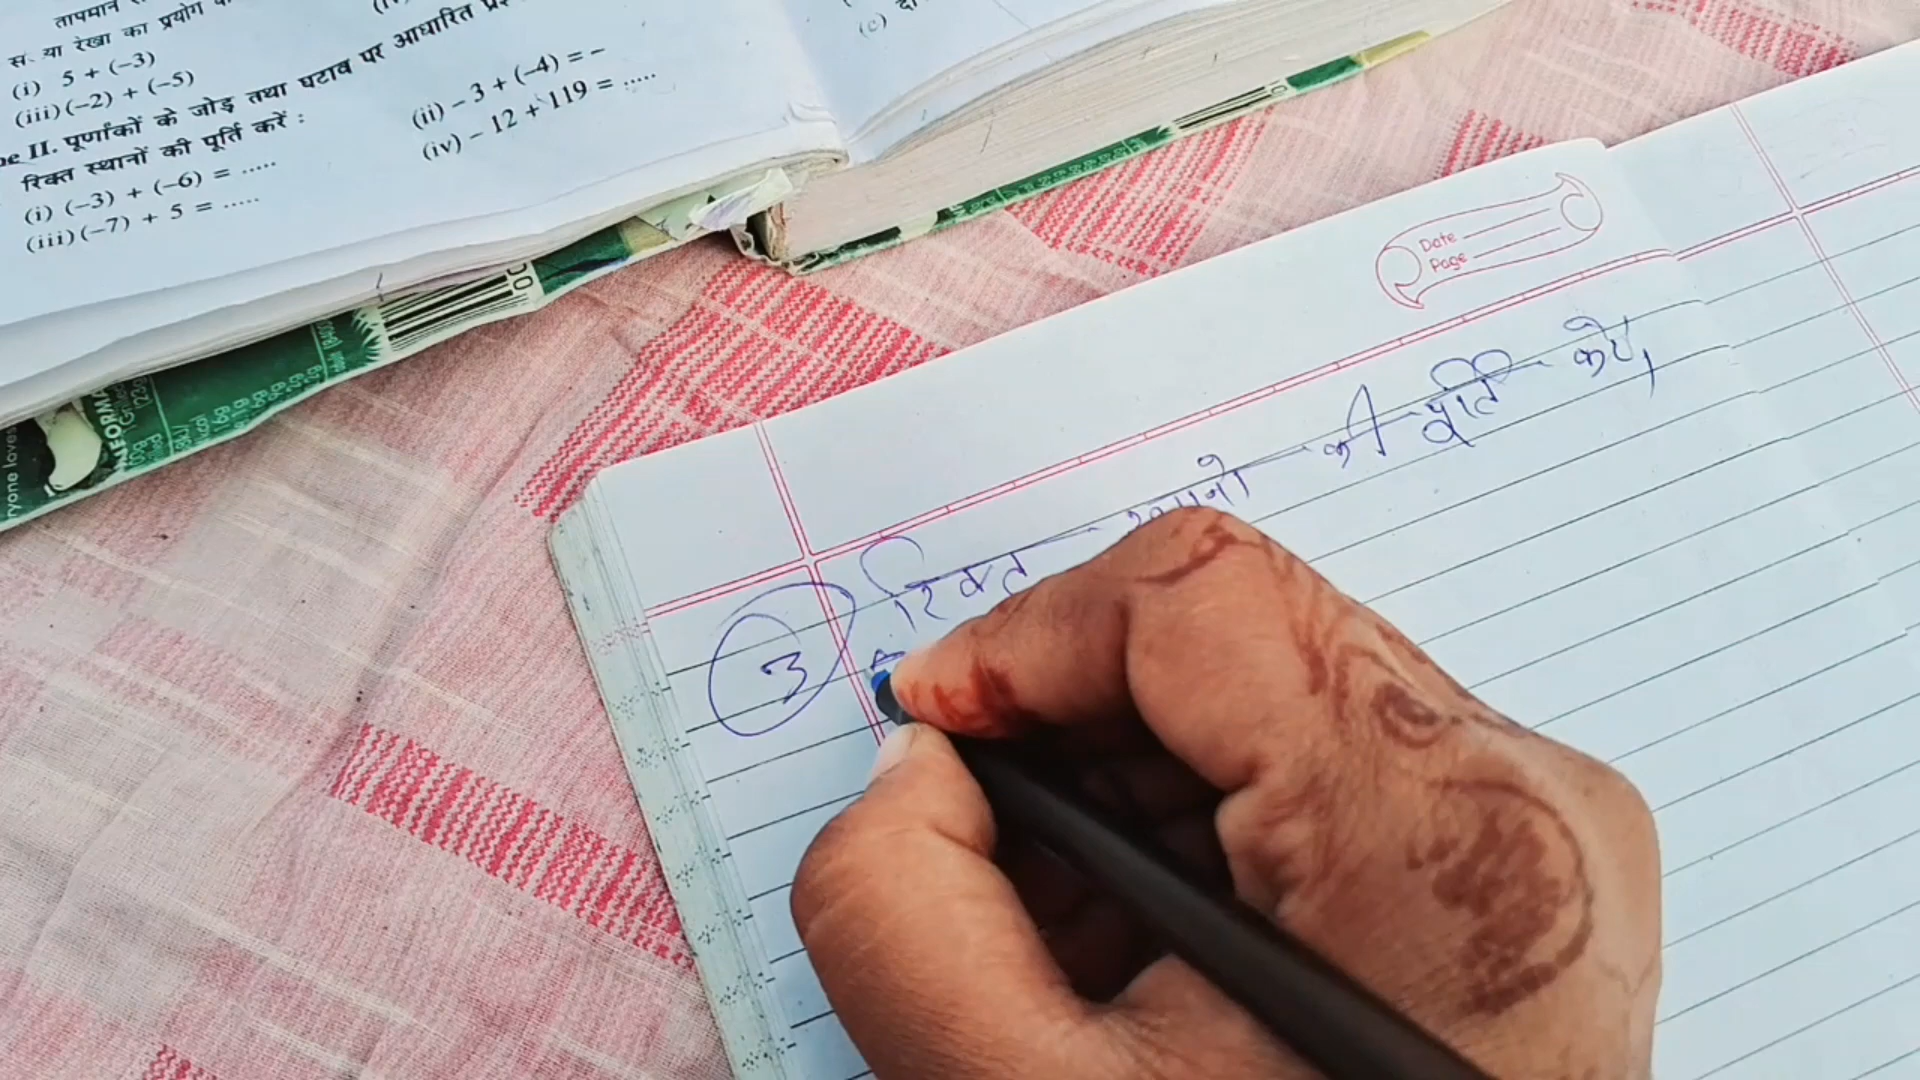 तापमान
रेखा का प्रयोग
(i) 5 + (–3)
(iii) (–2) + (–5)
II. पूर्णांकों के जोड़ तथा घटाव पर आधारित
रिक्त स्थानों की पूर्ति करें :
(i) (–3) + (–6) = .....
(ii) – 3 + (–4) = –
(iii) (–7) + 5 = .....
(iv) – 12 + 119 = .....
(c)
Date
Page
3 रिक्त स्थानो की पूर्ति करे,